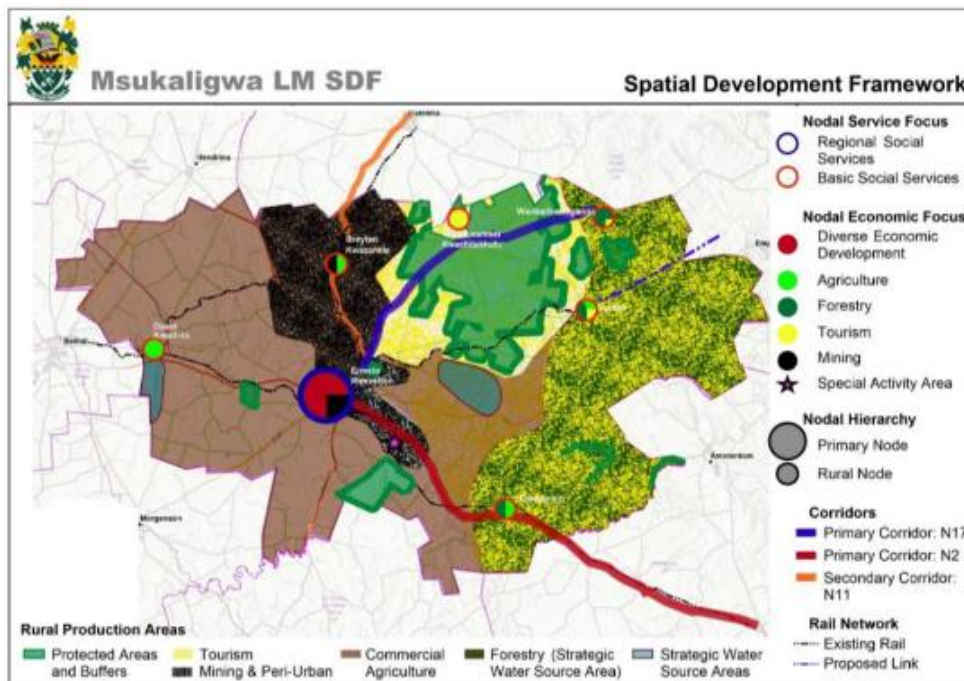 Msukaligwa LM SDF
Spatial Development Framework
Nodal Service Focus
Regional Social
Services
Basic Social Services
Nodal Economic Focus
Diverse Economic
Development
Agriculture
Forestry
Tourism
Mining
Special Activity Area
Nodal Hierarchy
Primary Node
Rural Node
Corridors
Primary Corridor: N17
Primary Corridor: N2
Secondary Corridor:
N11
Rail Network
Existing Rail
Proposed Link
Hendrina
Breyten
Bethal
Ermelo
Amsterdam
Morgenzon
Rural Production Areas
Protected Areas
and Buffers
Tourism
Mining & Peri-Urban
Commercial
Agriculture
Forestry (Strategic
Water Source Area)
Strategic Water
Source Areas